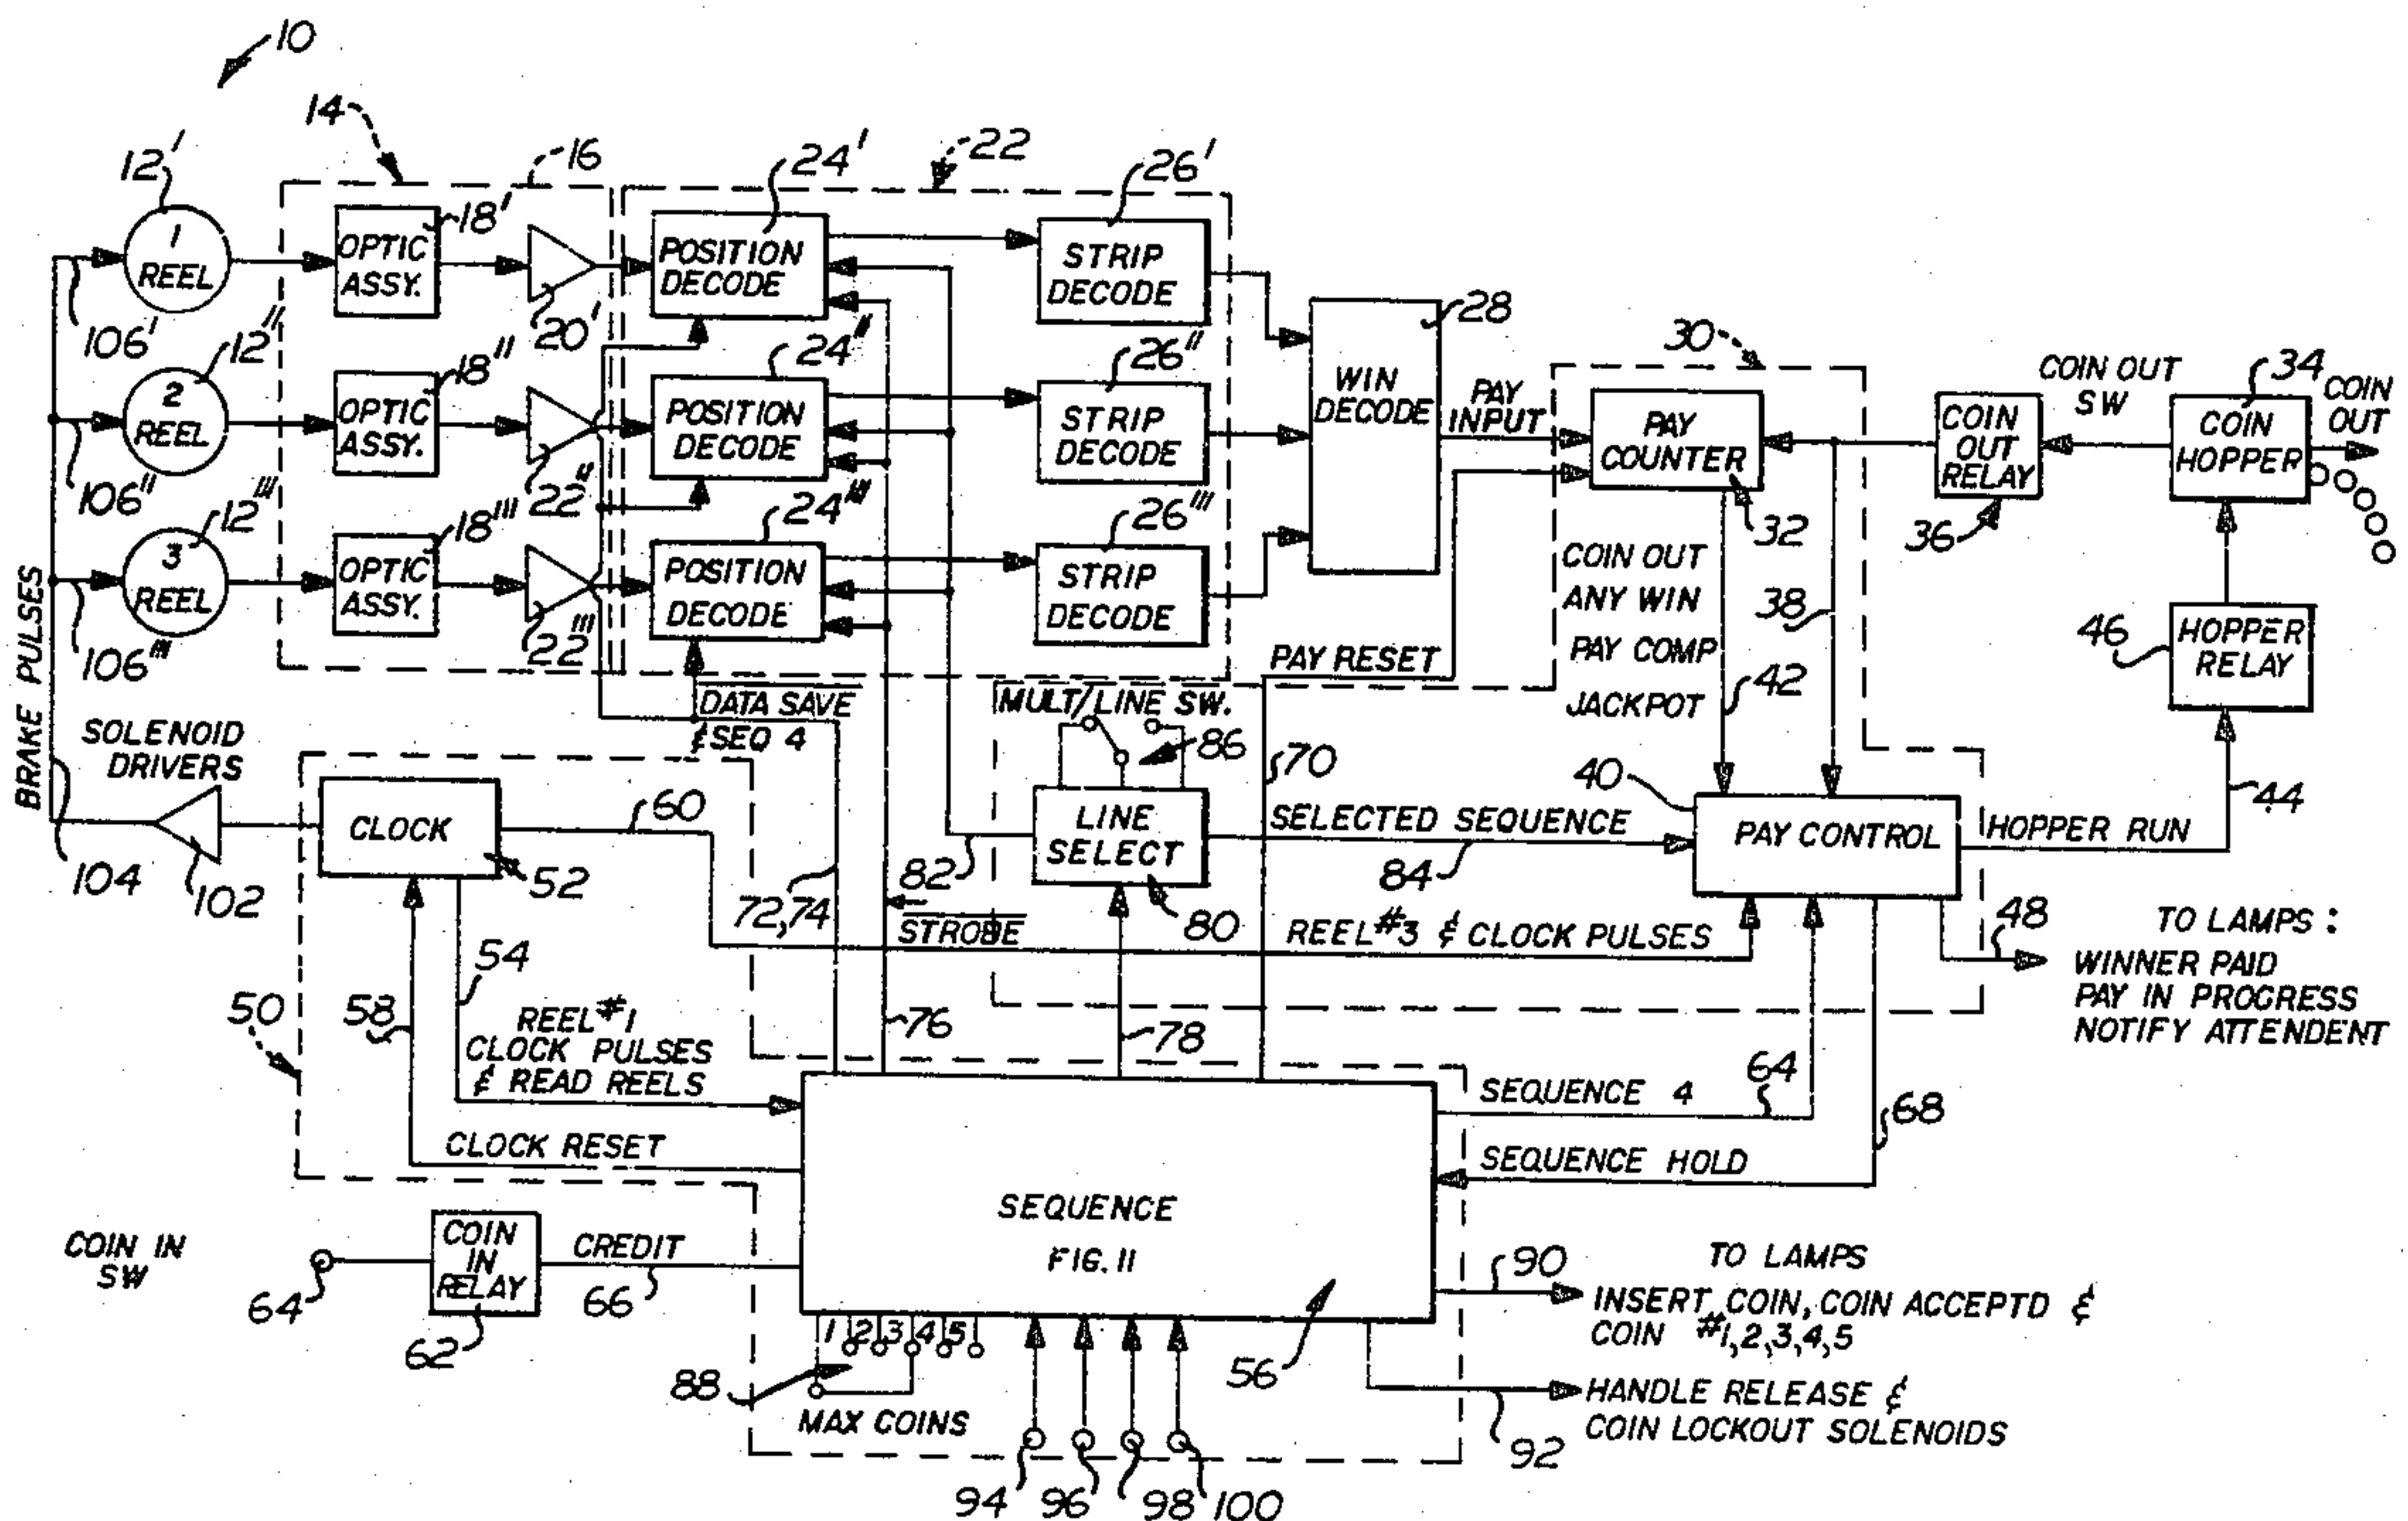 10
14
12'
16
24'
22
26'
1
REEL
OPTIC
ASSY.
18'
POSITION
DECODE
STRIP
DECODE
20'
106'
28
30
12"
2
REEL
OPTIC
ASSY.
18"
24"
POSITION
DECODE
26"
STRIP
DECODE
WIN
DECODE
PAY
INPUT
PAY
COUNTER
32
COIN
OUT
RELAY
36
COIN OUT
SW
34
COIN
HOPPER
COIN
OUT
22"
106"
12'''
3
REEL
OPTIC
ASSY.
18'''
24'''
POSITION
DECODE
26'''
STRIP
DECODE
22'''
106'''
COIN OUT
ANY WIN
PAY COMP
JACKPOT
38
42
46
HOPPER
RELAY
BRAKE PULSES
PAY RESET
DATA SAVE
& SEQ 4
MULT/LINE SW.
86
70
SOLENOID
DRIVERS
CLOCK
52
60
104
102
72,74
82
LINE
SELECT
80
SELECTED SEQUENCE
84
40
PAY CONTROL
HOPPER RUN
44
STROBE
REEL #3 & CLOCK PULSES
48
TO LAMPS:
WINNER PAID
PAY IN PROGRESS
NOTIFY ATTENDENT
50
58
54
REEL #1
CLOCK PULSES
& READ REELS
76
78
CLOCK RESET
SEQUENCE 4
64
68
SEQUENCE HOLD
SEQUENCE
FIG. 11
56
COIN IN
SW
64
COIN
IN
RELAY
62
CREDIT
66
1 2 3 4 5
88
MAX COINS
94
96
98
100
90
TO LAMPS
INSERT COIN, COIN ACCEPTD &
COIN #1,2,3,4,5
HANDLE RELEASE &
COIN LOCKOUT SOLENOIDS
92